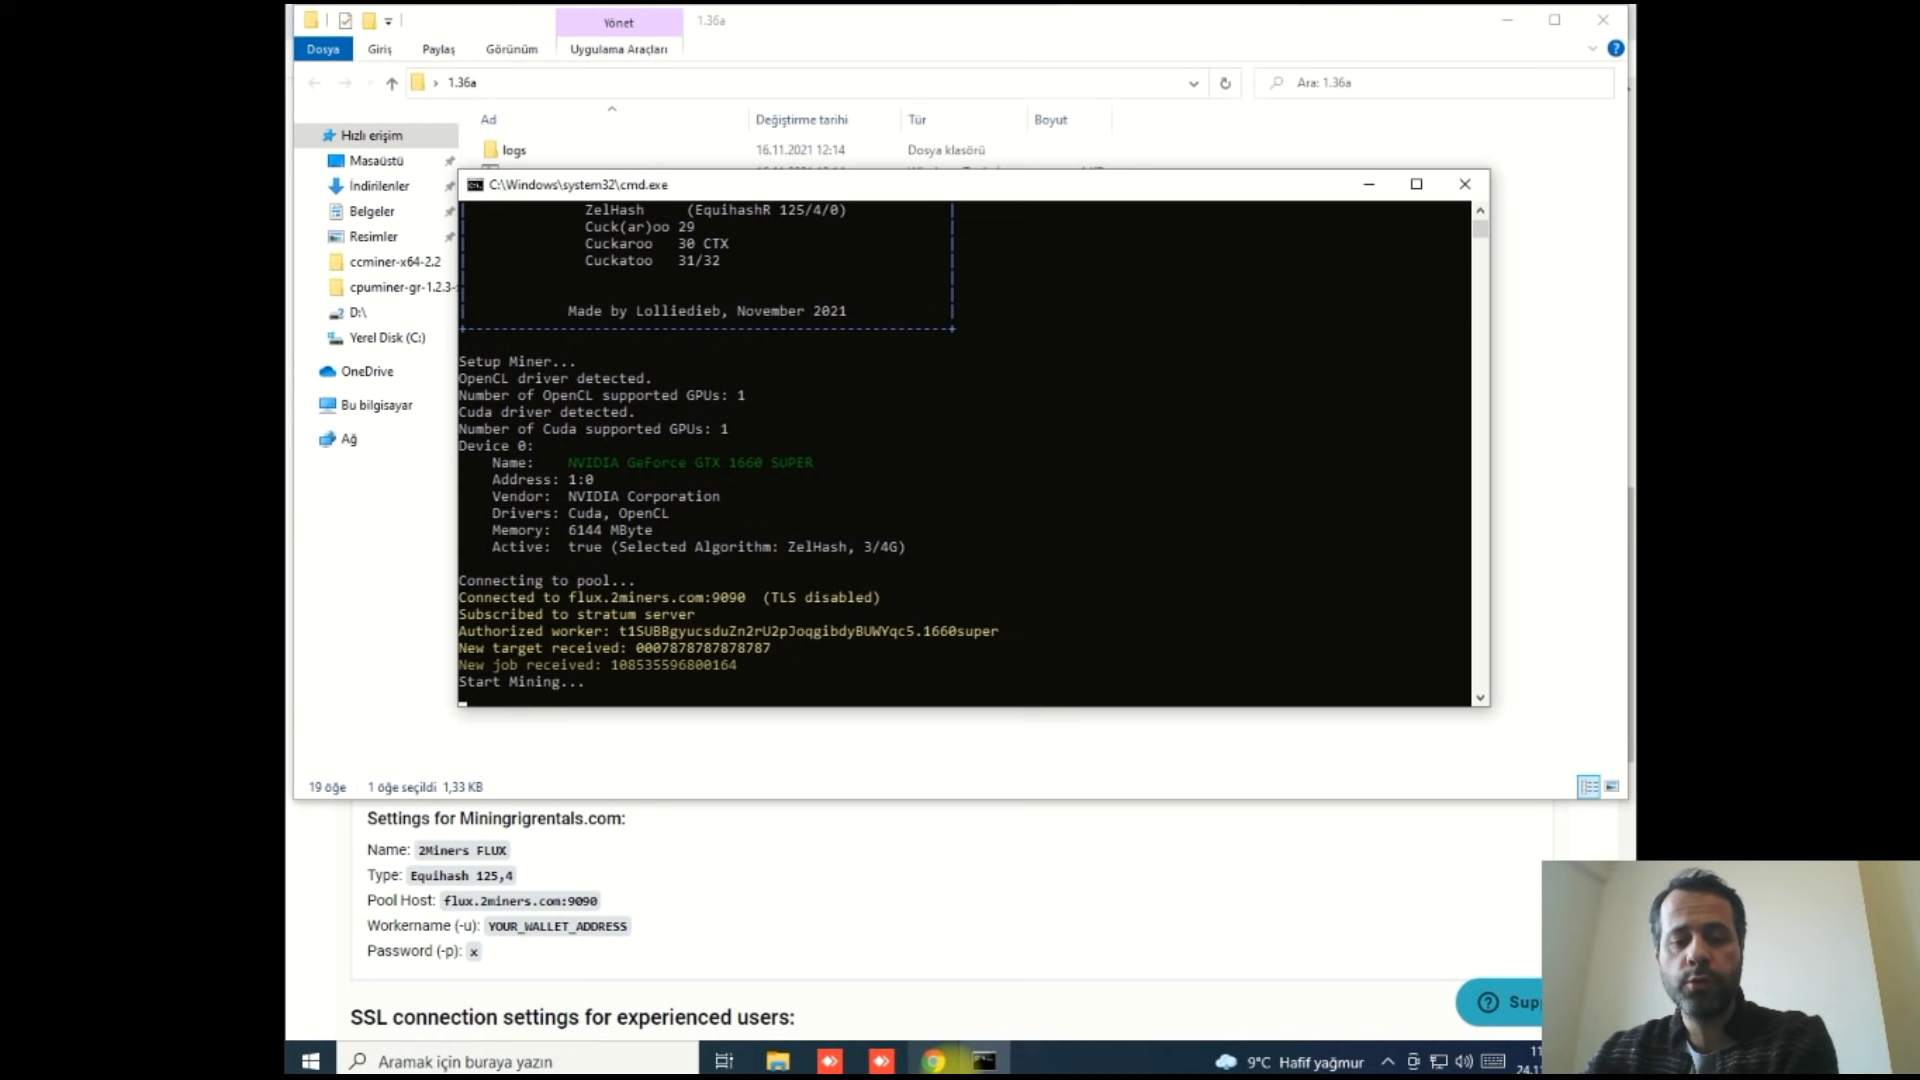 Yönet
1.36a
Dosya
Giriş
Paylaş
Görünüm
Uygulama Araçları
1.36a
Ara: 1.36a
Ad
Değiştirme tarihi
Tür
Boyut
Hızlı erişim
Masaüstü
İndirilenler
Belgeler
Resimler
ccminer-x64-2.2
cpuminer-gr-1.2.3-
D:\
Yerel Disk (C:)
OneDrive
Bu bilgisayar
Ağ
logs
16.11.2021 12:14
Dosya klasörü
C:\Windows\system32\cmd.exe
ZelHash (EquihashR 125/4/0)
Cuck(ar)oo 29
Cuckaroo 30 CTX
Cuckatoo 31/32
Made by Lolliedieb, November 2021
Setup Miner...
OpenCL driver detected.
Number of OpenCL supported GPUs: 1
Cuda driver detected.
Number of Cuda supported GPUs: 1
Device 0:
Name: NVIDIA GeForce GTX 1660 SUPER
Address: 1:0
Vendor: NVIDIA Corporation
Drivers: Cuda, OpenCL
Memory: 6144 MByte
Active: true (Selected Algorithm: ZelHash, 3/4G)
Connecting to pool...
Connected to flux.2miners.com:9090 (TLS disabled)
Subscribed to stratum server
Authorized worker: t1SUBBgyucsduZn2rU2pJoqgibdyBUWYqc5.1660super
New target received: 0007878787878787
New job received: 108535596800164
Start Mining...
19 öğe
1 öğe seçildi 1,33 KB
Settings for Miningrigrentals.com:
Name: 2Miners FLUX
Type: Equihash 125,4
Pool Host: flux.2miners.com:9090
Workername (-u): YOUR_WALLET_ADDRESS
Password (-p): x
SSL connection settings for experienced users:
Supp
Aramak için buraya yazın
9°C Hafif yağmur